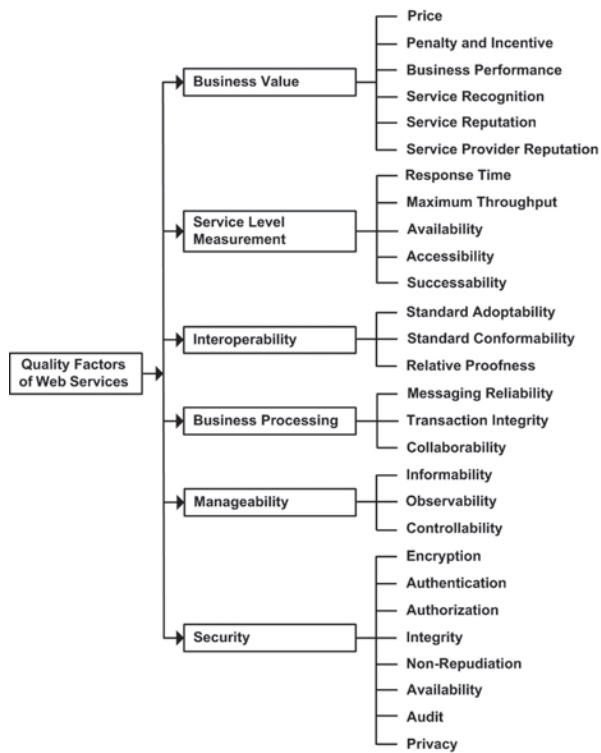 Quality Factors
of Web Services
Business Value
Price
Penalty and Incentive
Business Performance
Service Recognition
Service Reputation
Service Provider Reputation
Service Level
Measurement
Response Time
Maximum Throughput
Availability
Accessibility
Successability
Interoperability
Standard Adoptability
Standard Conformability
Relative Proofness
Business Processing
Messaging Reliability
Transaction Integrity
Collaborability
Manageability
Informability
Observability
Controllability
Security
Encryption
Authentication
Authorization
Integrity
Non-Repudiation
Availability
Audit
Privacy